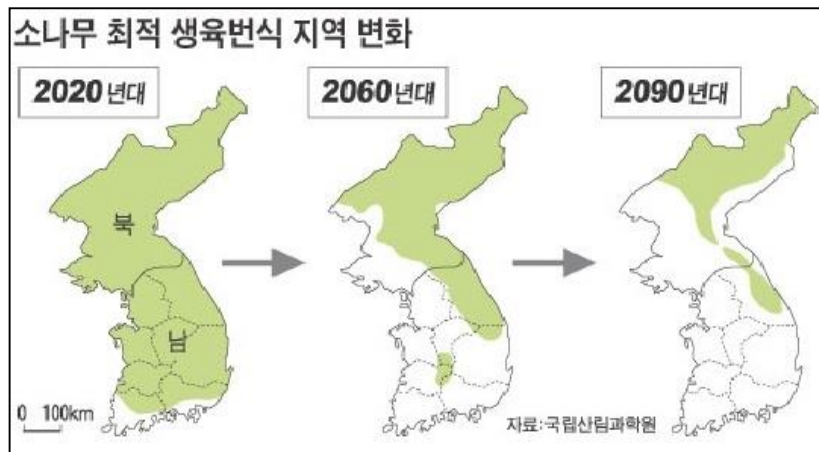 소나무 최적 생육번식 지역 변화
2020년대
2060년대
2090년대
북
남
0 100km
자료:국립산림과학원